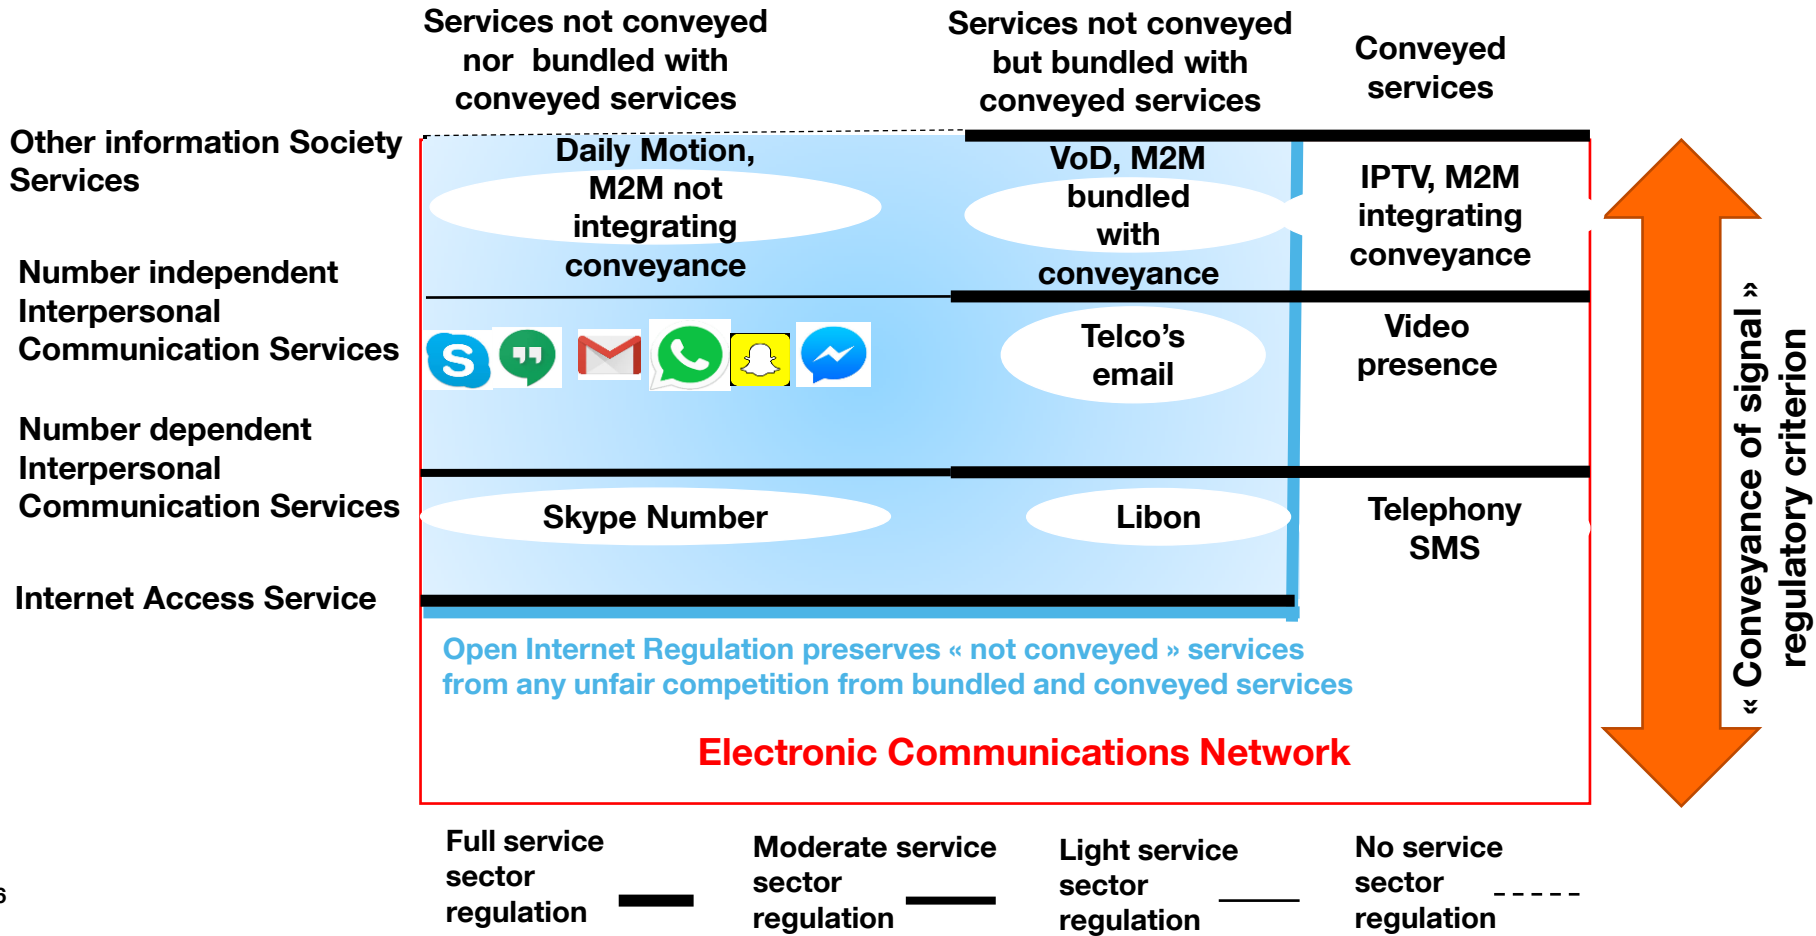 Services not conveyed
nor bundled with
conveyed services
Services not conveyed
but bundled with
conveyed services
Conveyed
services
Other information Society
Services
Daily Motion,
M2M not
integrating
conveyance
VoD, M2M
bundled
with
conveyance
IPTV, M2M
integrating
conveyance
Number independent
Interpersonal
Communication Services
S
Telco's
email
Video
presence
Number dependent
Interpersonal
Communication Services
Skype Number
Libon
Telephony
SMS
Internet Access Service
Open Internet Regulation preserves « not conveyed » services
from any unfair competition from bundled and conveyed services
Electronic Communications Network
« Conveyance of signal »
regulatory criterion
Full service
sector
regulation
Moderate service
sector
regulation
Light service
sector
regulation
No service
sector
regulation
6